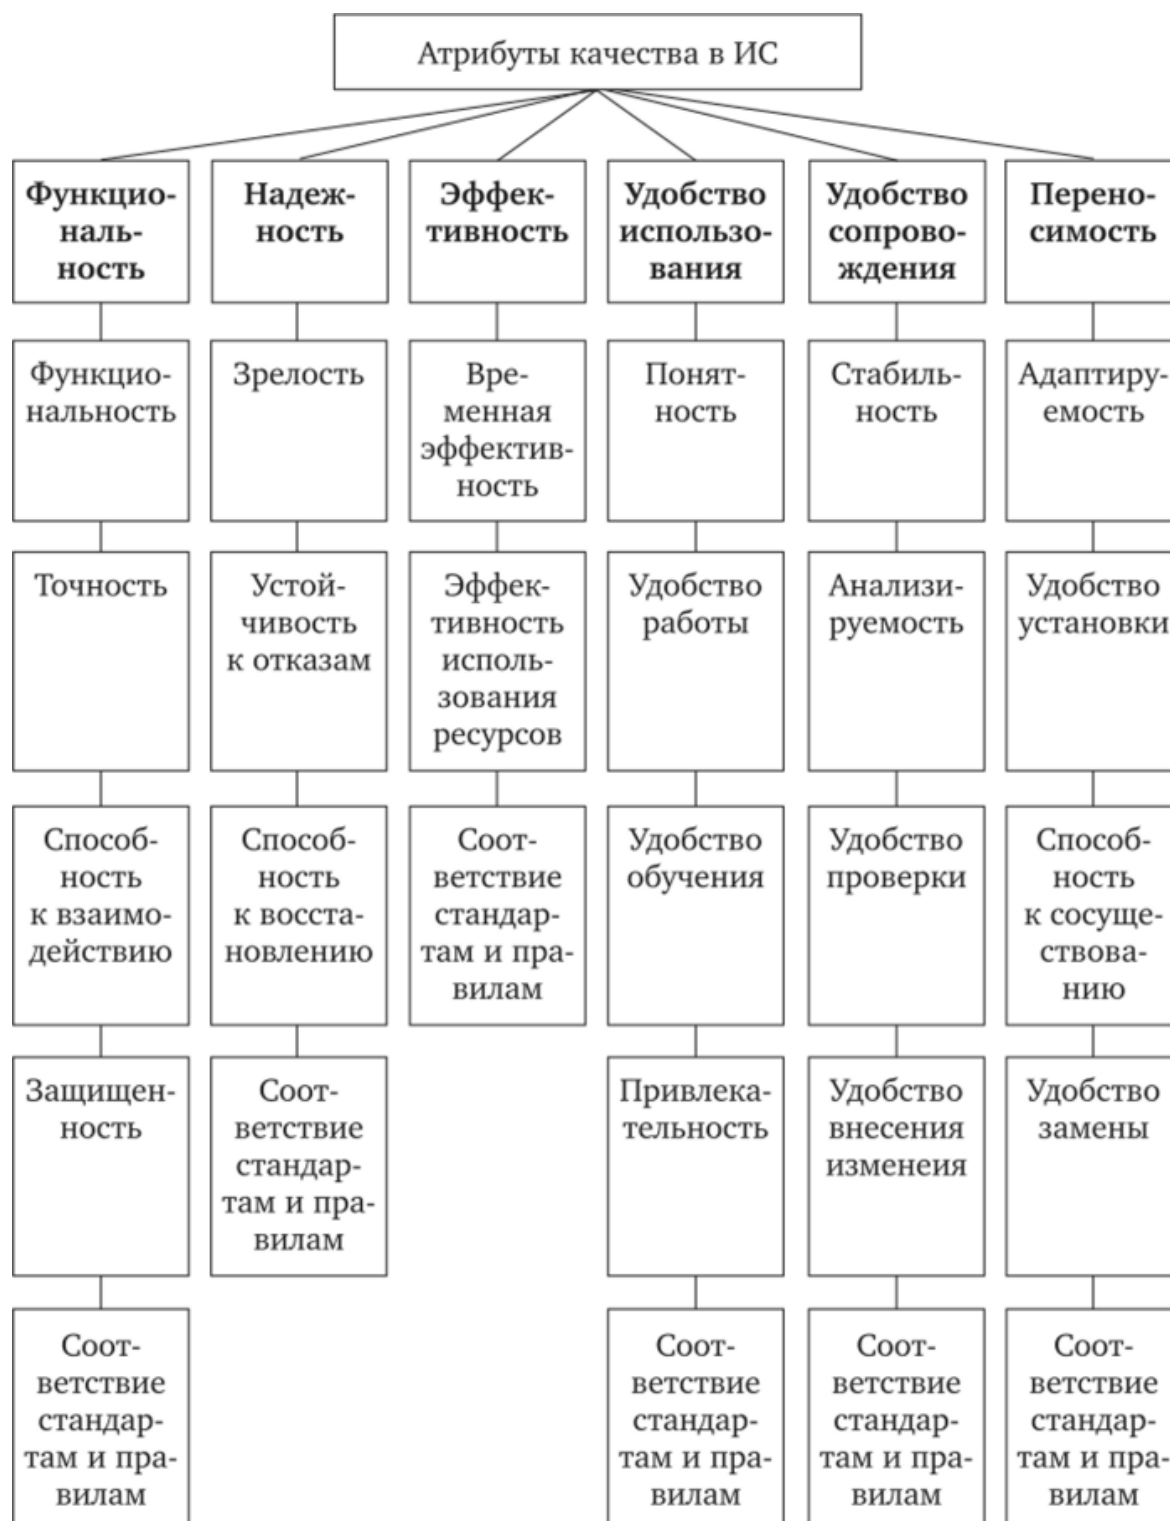 Атрибуты качества в ИС
Функцио-
наль-
ность
Надеж-
ность
Эффек-
тивность
Удобство
использо-
вания
Удобство
сопрово-
ждения
Перено-
симость
Функцио-
нальность
Зрелость
Вре-
менная
эффектив-
ность
Понят-
ность
Стабиль-
ность
Адаптиру-
емость
Точность
Устой-
чивость
к отказам
Эффек-
тивность
исполь-
зования
ресурсов
Удобство
работы
Анализи-
руемость
Удобство
установки
Способ-
ность
к взаимо-
действию
Способ-
ность
к восста-
новлению
Соот-
ветствие
стандар-
там и пра-
вилам
Удобство
обучения
Удобство
проверки
Способ-
ность
к сосуще-
ствова-
нию
Защищен-
ность
Соот-
ветствие
стандар-
там и пра-
вилам
Привлека-
тельность
Удобство
внесения
изменеия
Удобство
замены
Соот-
ветствие
стандар-
там и пра-
вилам
Соот-
ветствие
стандар-
там и пра-
вилам
Соот-
ветствие
стандар-
там и пра-
вилам
Соот-
ветствие
стандар-
там и пра-
вилам